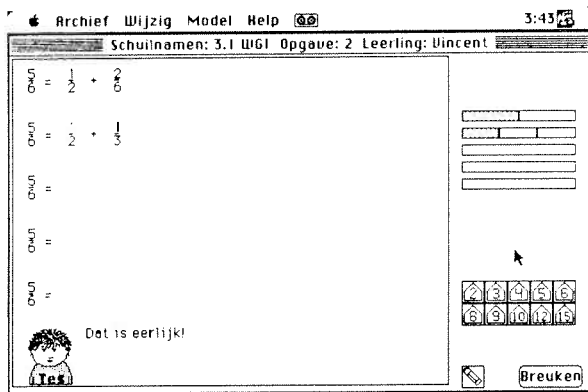 Archief Wijzig Model Help 3:43
Schuilnamen: 3.1 WG1 Opgave: 2 Leerling: Vincent
5/6 = 1/2 + 2/6
5/6 = 1/2 + 1/3
5/6 =
5/6 =
5/6 =
2 3 4 5 6
8 9 10 12 15
Dat is eerlijk!
Tes
Breuken